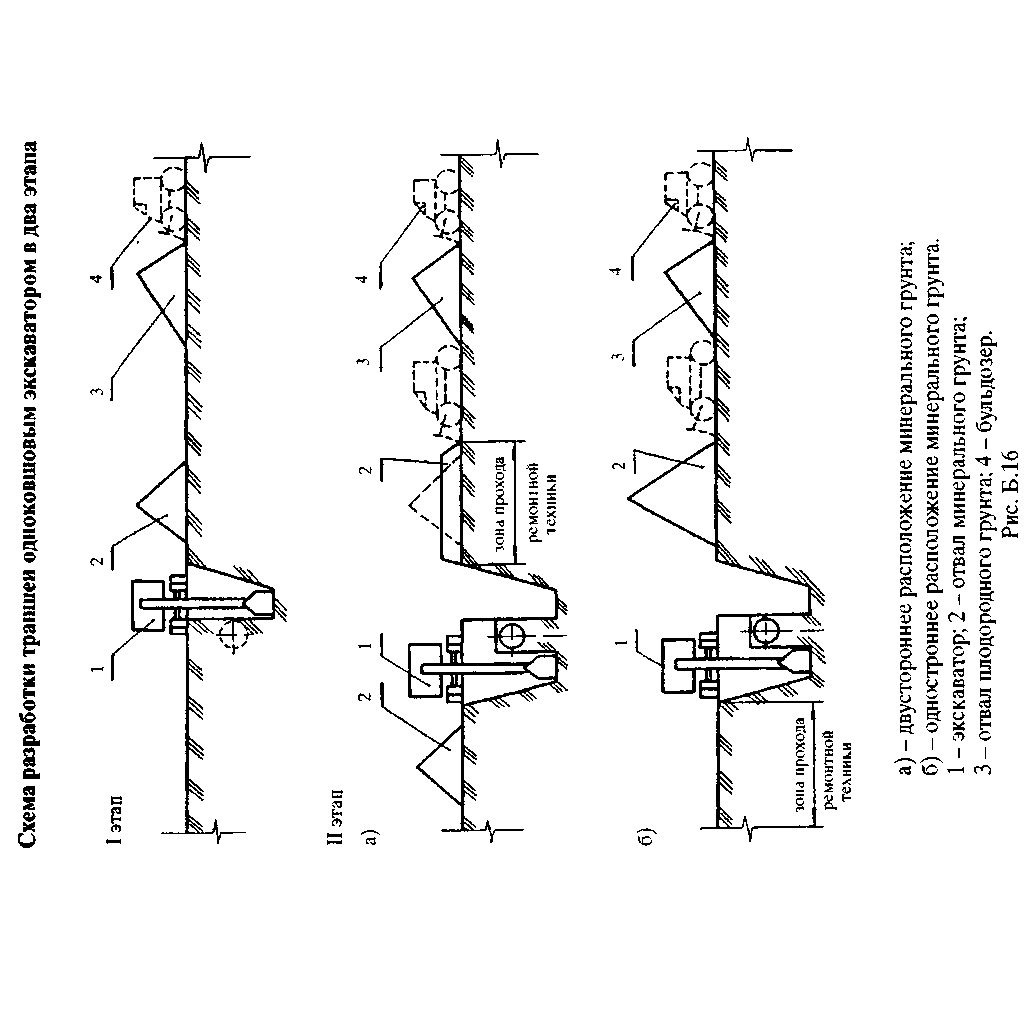 Схема разработки траншеи одноковшовым экскаватором в два этапа
I этап
1
2
3
4
II этап
а)
2
1
2
3
4
зона прохода
ремонтной
техники
б)
1
2
3
4
зона прохода
ремонтной
техники
а) – двустороннее расположение минерального грунта;
б) – одностроннее расположение минерального грунта.
1 – экскаватор; 2 – отвал минерального грунта;
3 – отвал плодородного грунта; 4 – бульдозер.
Рис. Б.16